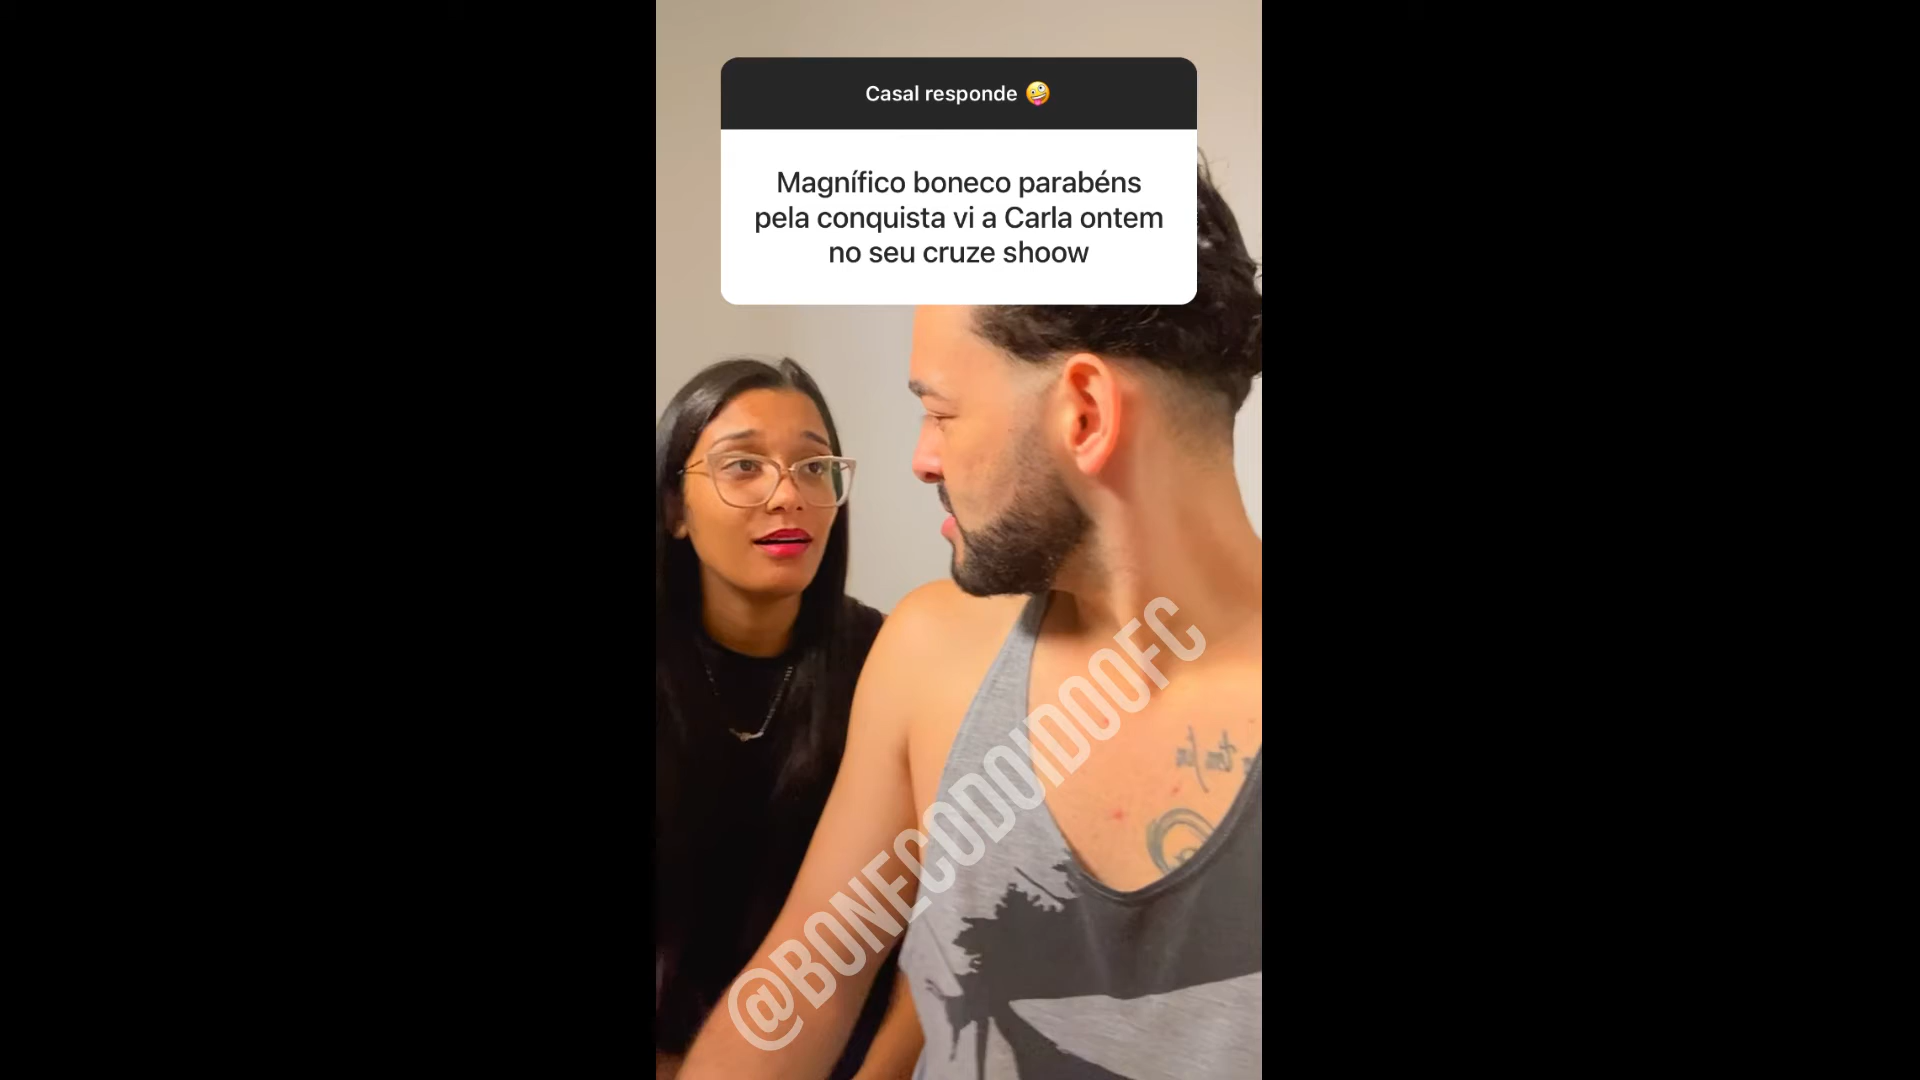 Casal responde 🤪
Magnífico boneco parabéns
pela conquista vi a Carla ontem
no seu cruze shoow
@BONECODOIDOOFC